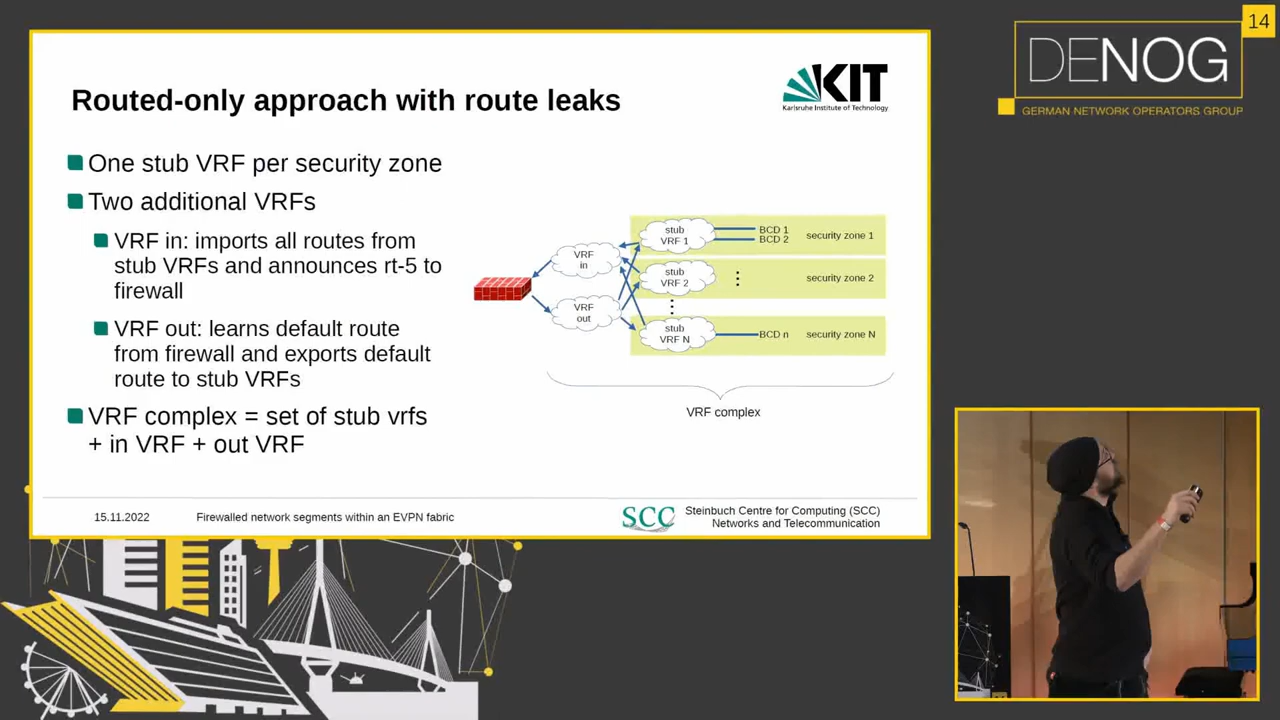 14
DENOG
GERMAN NETWORK OPERATORS GROUP
Routed-only approach with route leaks
KIT
Karlsruhe Institute of Technology
One stub VRF per security zone
Two additional VRFs
VRF in: imports all routes from
stub VRFs and announces rt-5 to
firewall
VRF out: learns default route
from firewall and exports default
route to stub VRFs
VRF complex = set of stub vrfs
+ in VRF + out VRF
VRF
in
VRF
out
stub
VRF 1
BCD 1
BCD 2
security zone 1
stub
VRF 2
security zone 2
stub
VRF N
BCD n
security zone N
VRF complex
15.11.2022
Firewalled network segments within an EVPN fabric
SCC
Steinbuch Centre for Computing (SCC)
Networks and Telecommunication